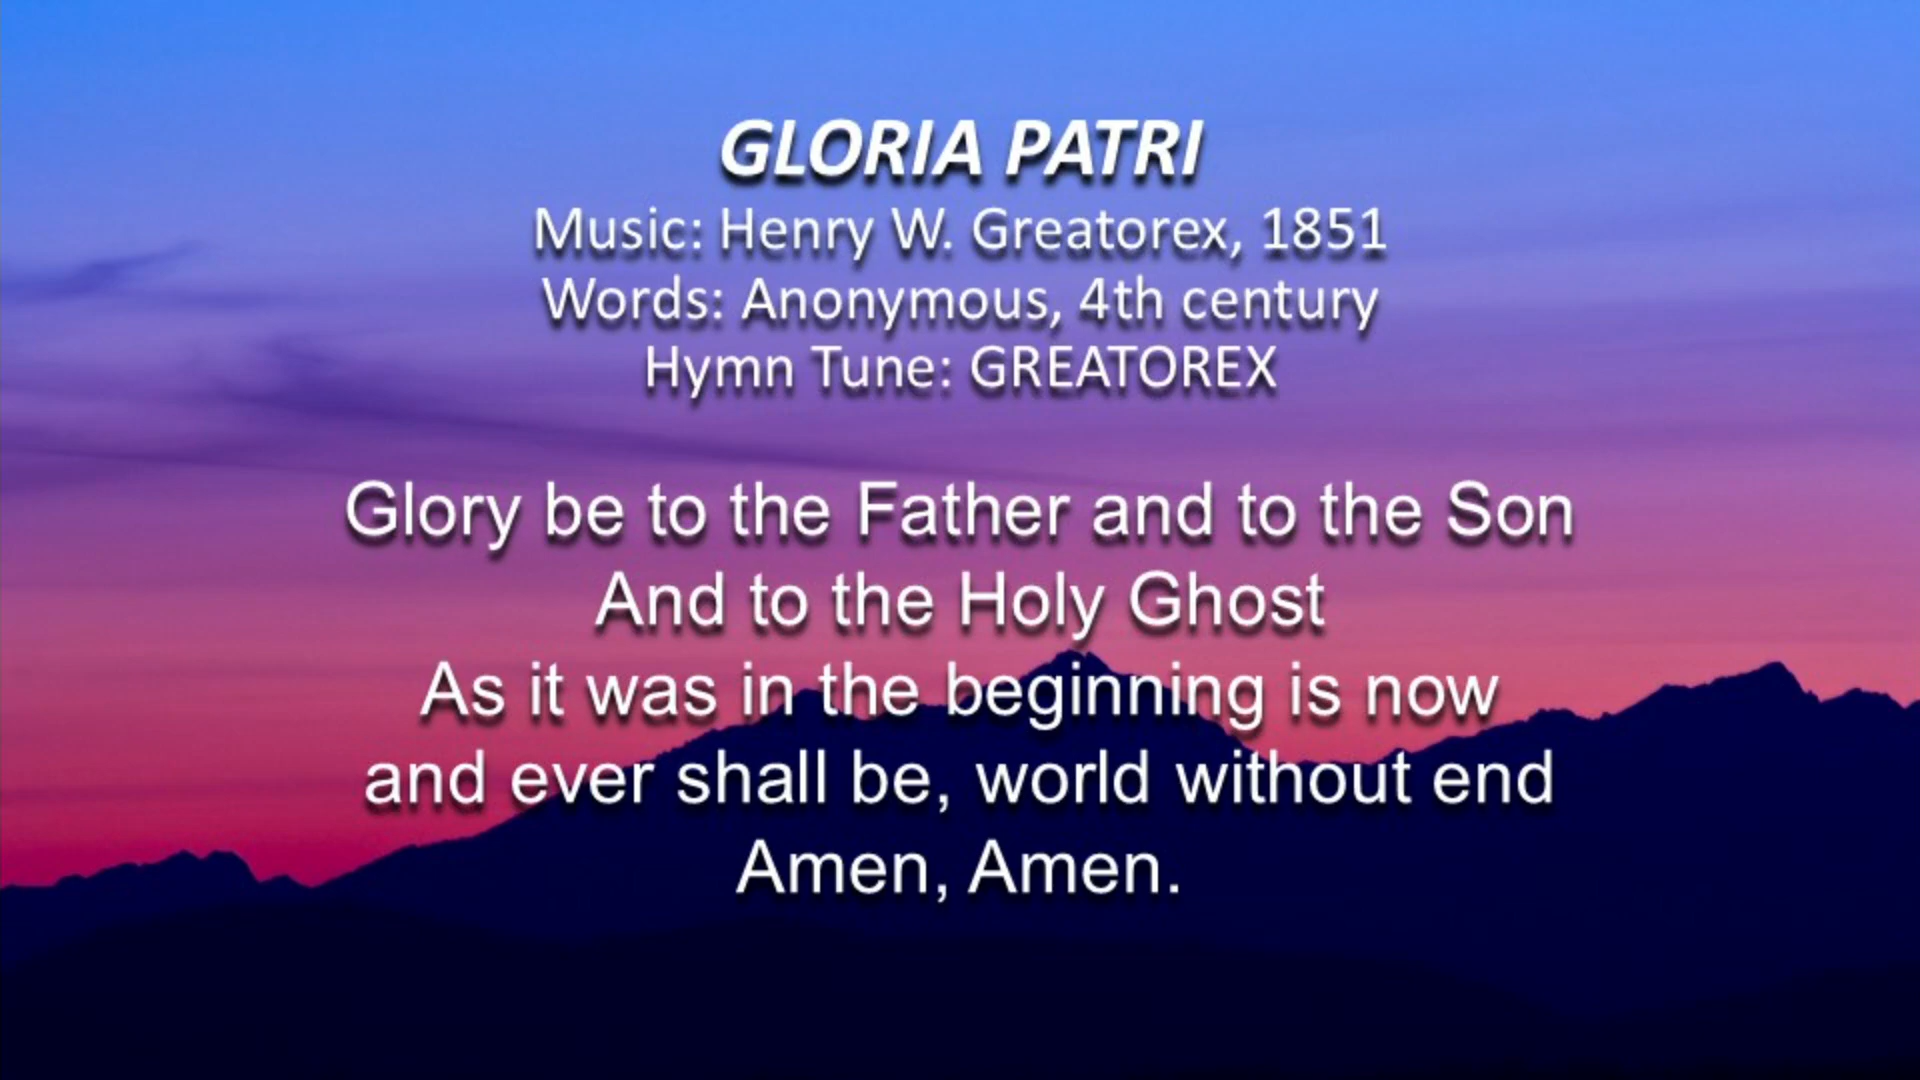 GLORIA PATRI
Music: Henry W. Greatorex, 1851
Words: Anonymous, 4th century
Hymn Tune: GREATOREX
Glory be to the Father and to the Son
And to the Holy Ghost
As it was in the beginning is now
and ever shall be, world without end
Amen, Amen.